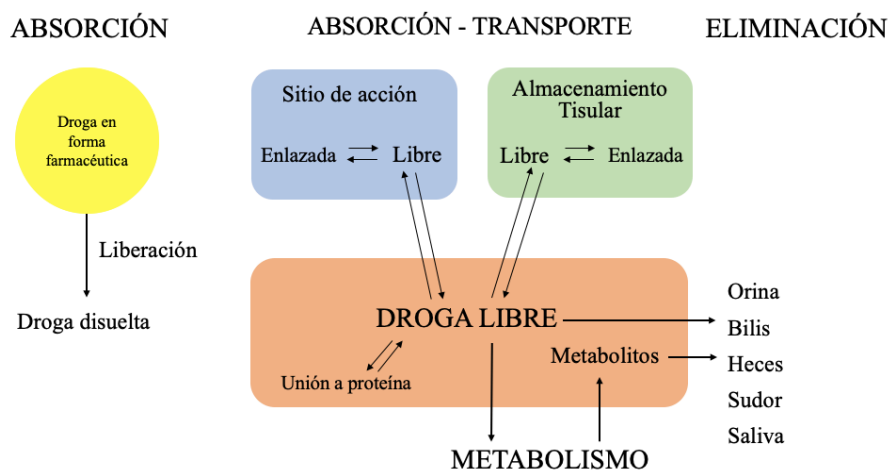 ABSORCIÓN
ABSORCIÓN - TRANSPORTE
ELIMINACIÓN
Droga en
forma
farmacéutica
Liberación
Droga disuelta
Sitio de acción
Enlazada
Libre
Almacenamiento
Tisular
Libre
Enlazada
DROGA LIBRE
Unión a proteína
Metabolitos
METABOLISMO
Orina
Bilis
Heces
Sudor
Saliva